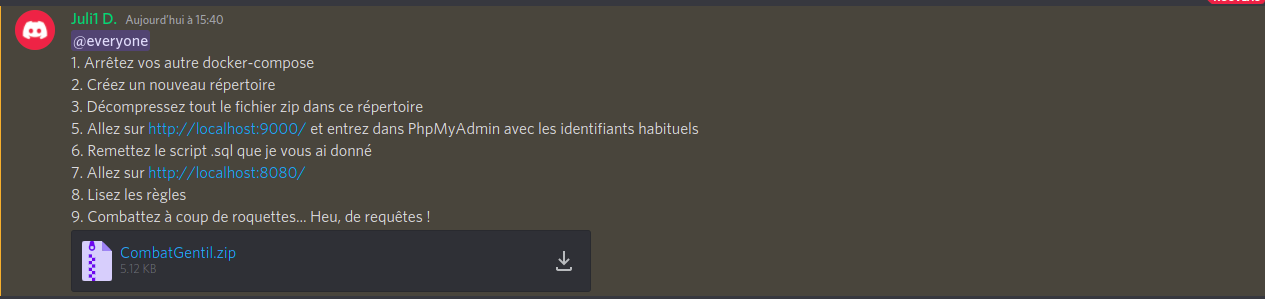 Juli1 D. Aujourd'hui à 15:40
@everyone
1. Arrêtez vos autre docker-compose
2. Créez un nouveau répertoire
3. Décompressez tout le fichier zip dans ce répertoire
5. Allez sur http://localhost:9000/ et entrez dans PhpMyAdmin avec les identifiants habituels
6. Remettez le script .sql que je vous ai donné
7. Allez sur http://localhost:8080/
8. Lisez les règles
9. Combattez à coup de roquettes... Heu, de requêtes !
CombatGentil.zip
5.12 KB